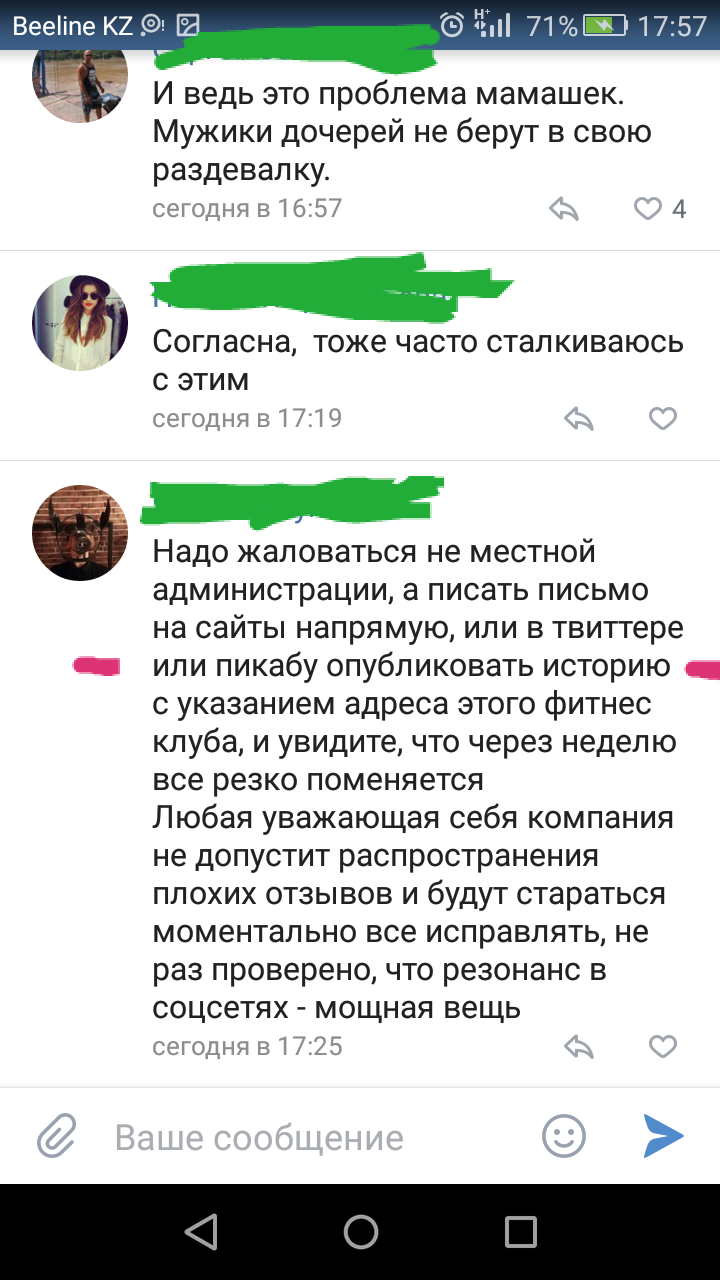 Beeline KZ
H+
71%
17:57
И ведь это проблема мамашек.
Мужики дочерей не берут в свою
раздевалку.
сегодня в 16:57
4
Согласна, тоже часто сталкиваюсь
с этим
сегодня в 17:19
Надо жаловаться не местной
администрации, а писать письмо
на сайты напрямую, или в твиттере
или пикабу опубликовать историю
с указанием адреса этого фитнес
клуба, и увидите, что через неделю
все резко поменяется
Любая уважающая себя компания
не допустит распространения
плохих отзывов и будут стараться
моментально все исправлять, не
раз проверено, что резонанс в
соцсетях - мощная вещь
сегодня в 17:25
Ваше сообщение